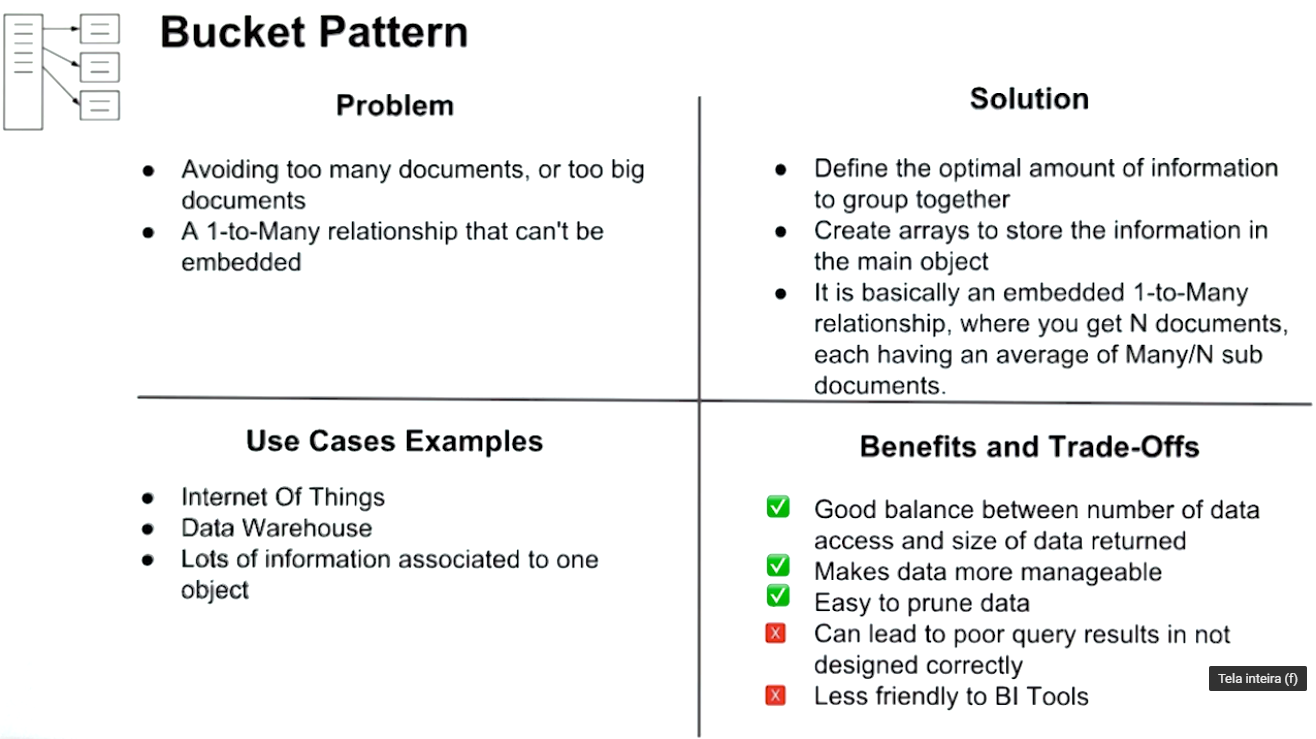 Bucket Pattern
Problem
● Avoiding too many documents, or too big
documents
● A 1-to-Many relationship that can't be
embedded
Solution
● Define the optimal amount of information
to group together
● Create arrays to store the information in
the main object
● It is basically an embedded 1-to-Many
relationship, where you get N documents,
each having an average of Many/N sub
documents.
Use Cases Examples
● Internet Of Things
● Data Warehouse
● Lots of information associated to one
object
Benefits and Trade-Offs
✅ Good balance between number of data
access and size of data returned
✅ Makes data more manageable
✅ Easy to prune data
X Can lead to poor query results in not
designed correctly
X Less friendly to BI Tools
Tela inteira (f)